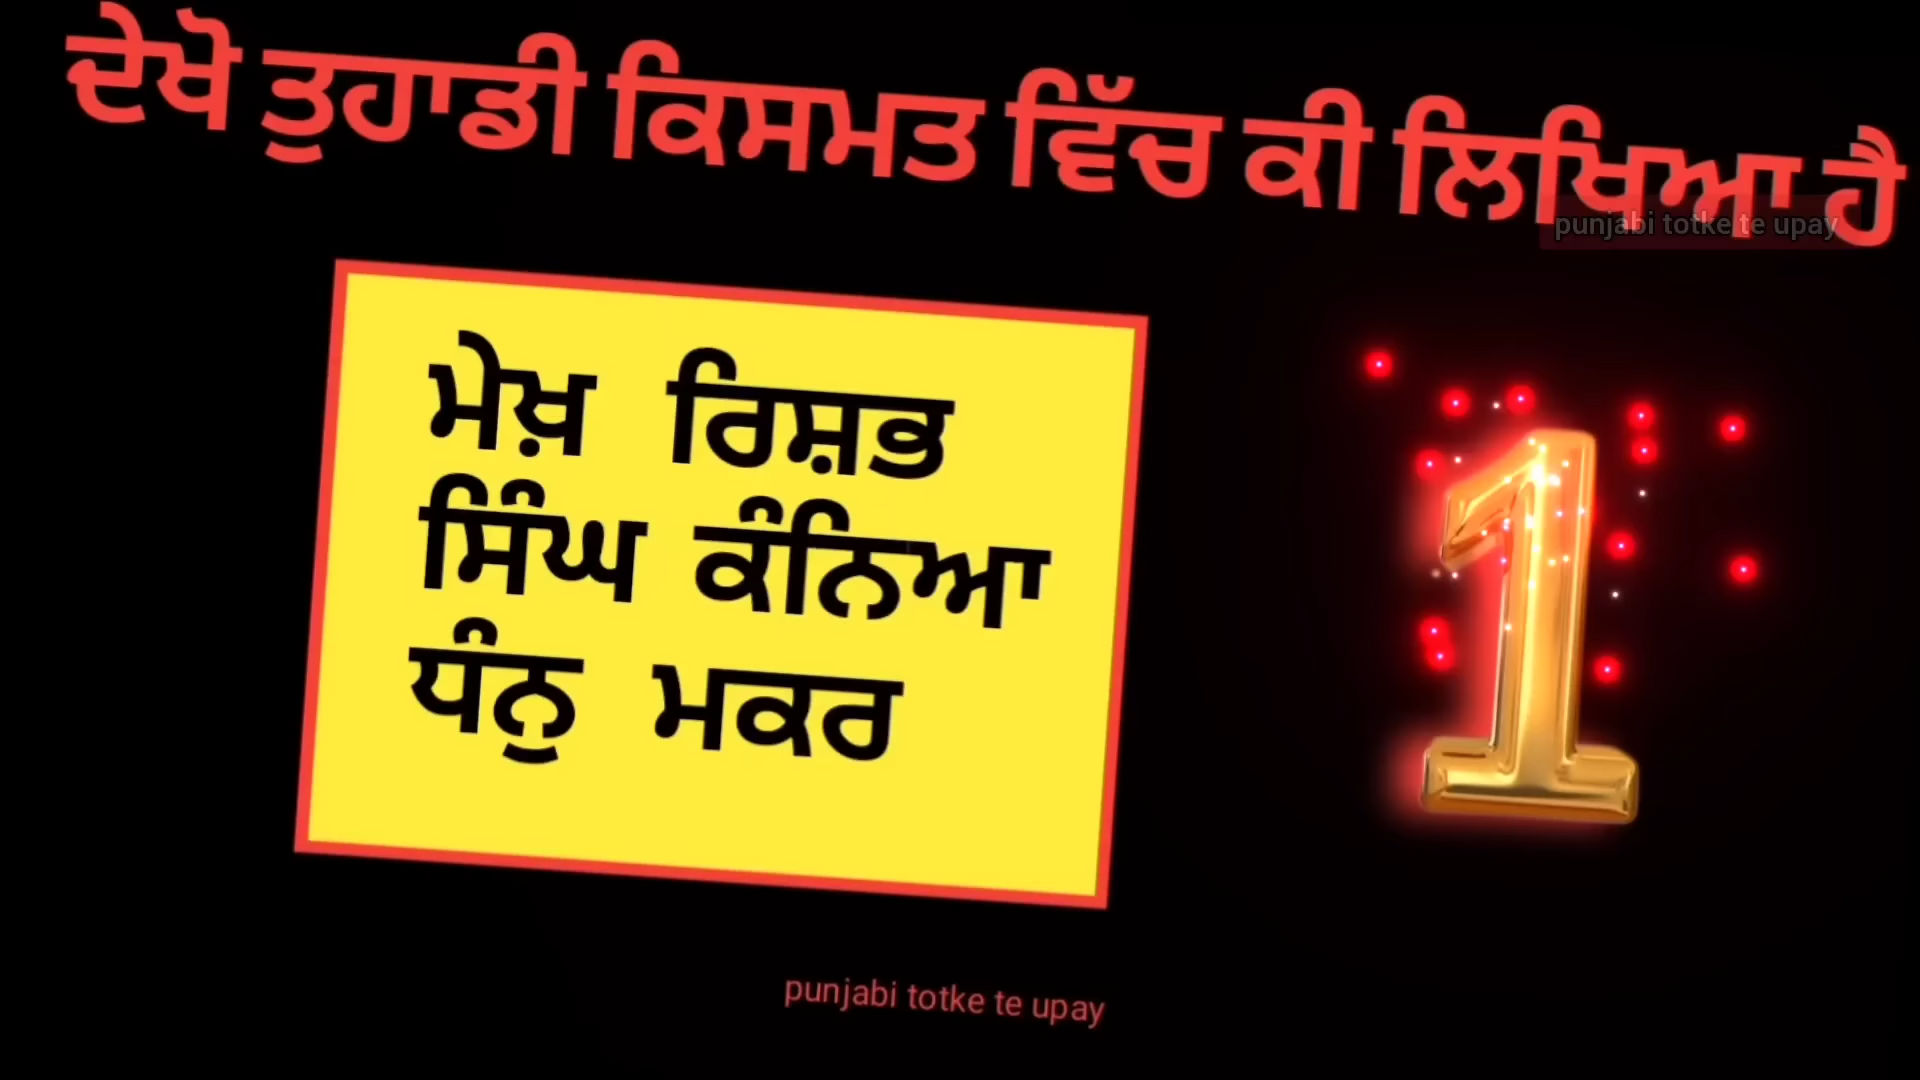 ਦੇਖੋ ਤੁਹਾਡੀ ਕਿਸਮਤ ਵਿੱਚ ਕੀ ਲਿਖਿਆ ਹੈ
punjabi totke te upay
ਮੇਖ਼ ਰਿਸ਼ਭ
ਸਿੰਘ ਕੰਨਿਆ
ਧੰਨੁ ਮਕਰ
1
punjabi totke te upay